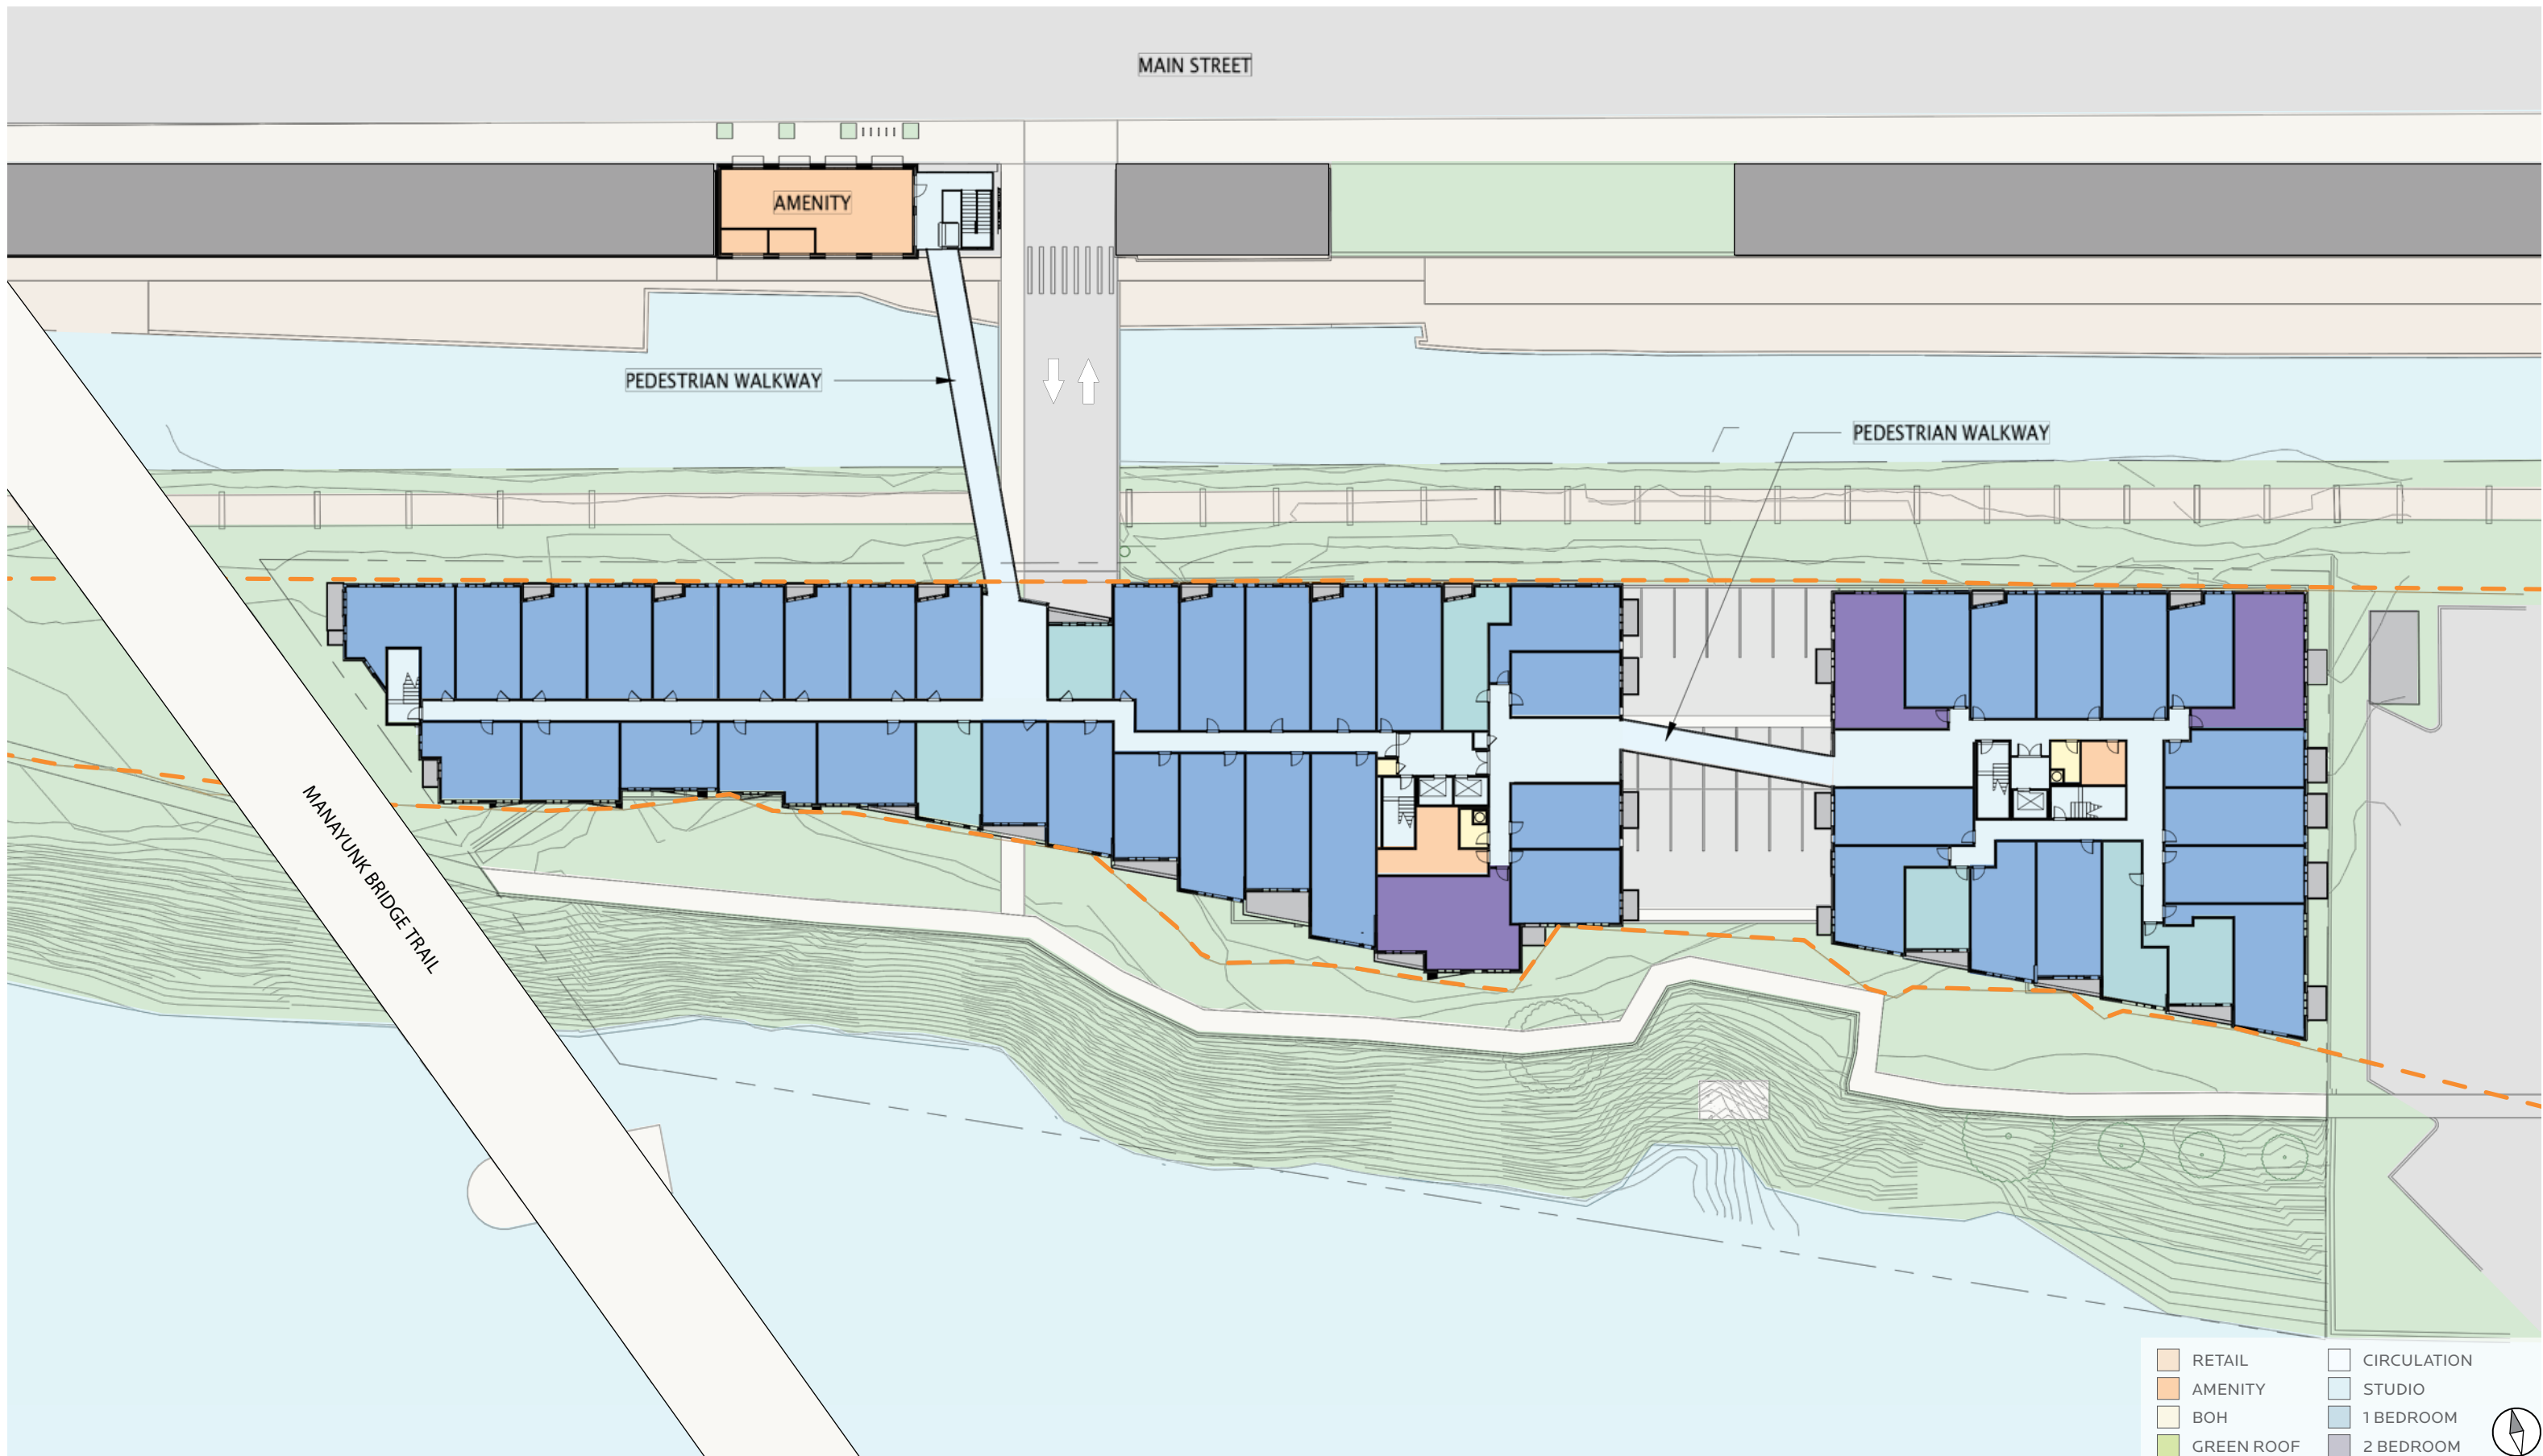 MAIN STREET
AMENITY
PEDESTRIAN WALKWAY
PEDESTRIAN WALKWAY
MANAYUNK BRIDGE TRAIL
RETAIL
CIRCULATION
AMENITY
STUDIO
BOH
1 BEDROOM
GREEN ROOF
2 BEDROOM